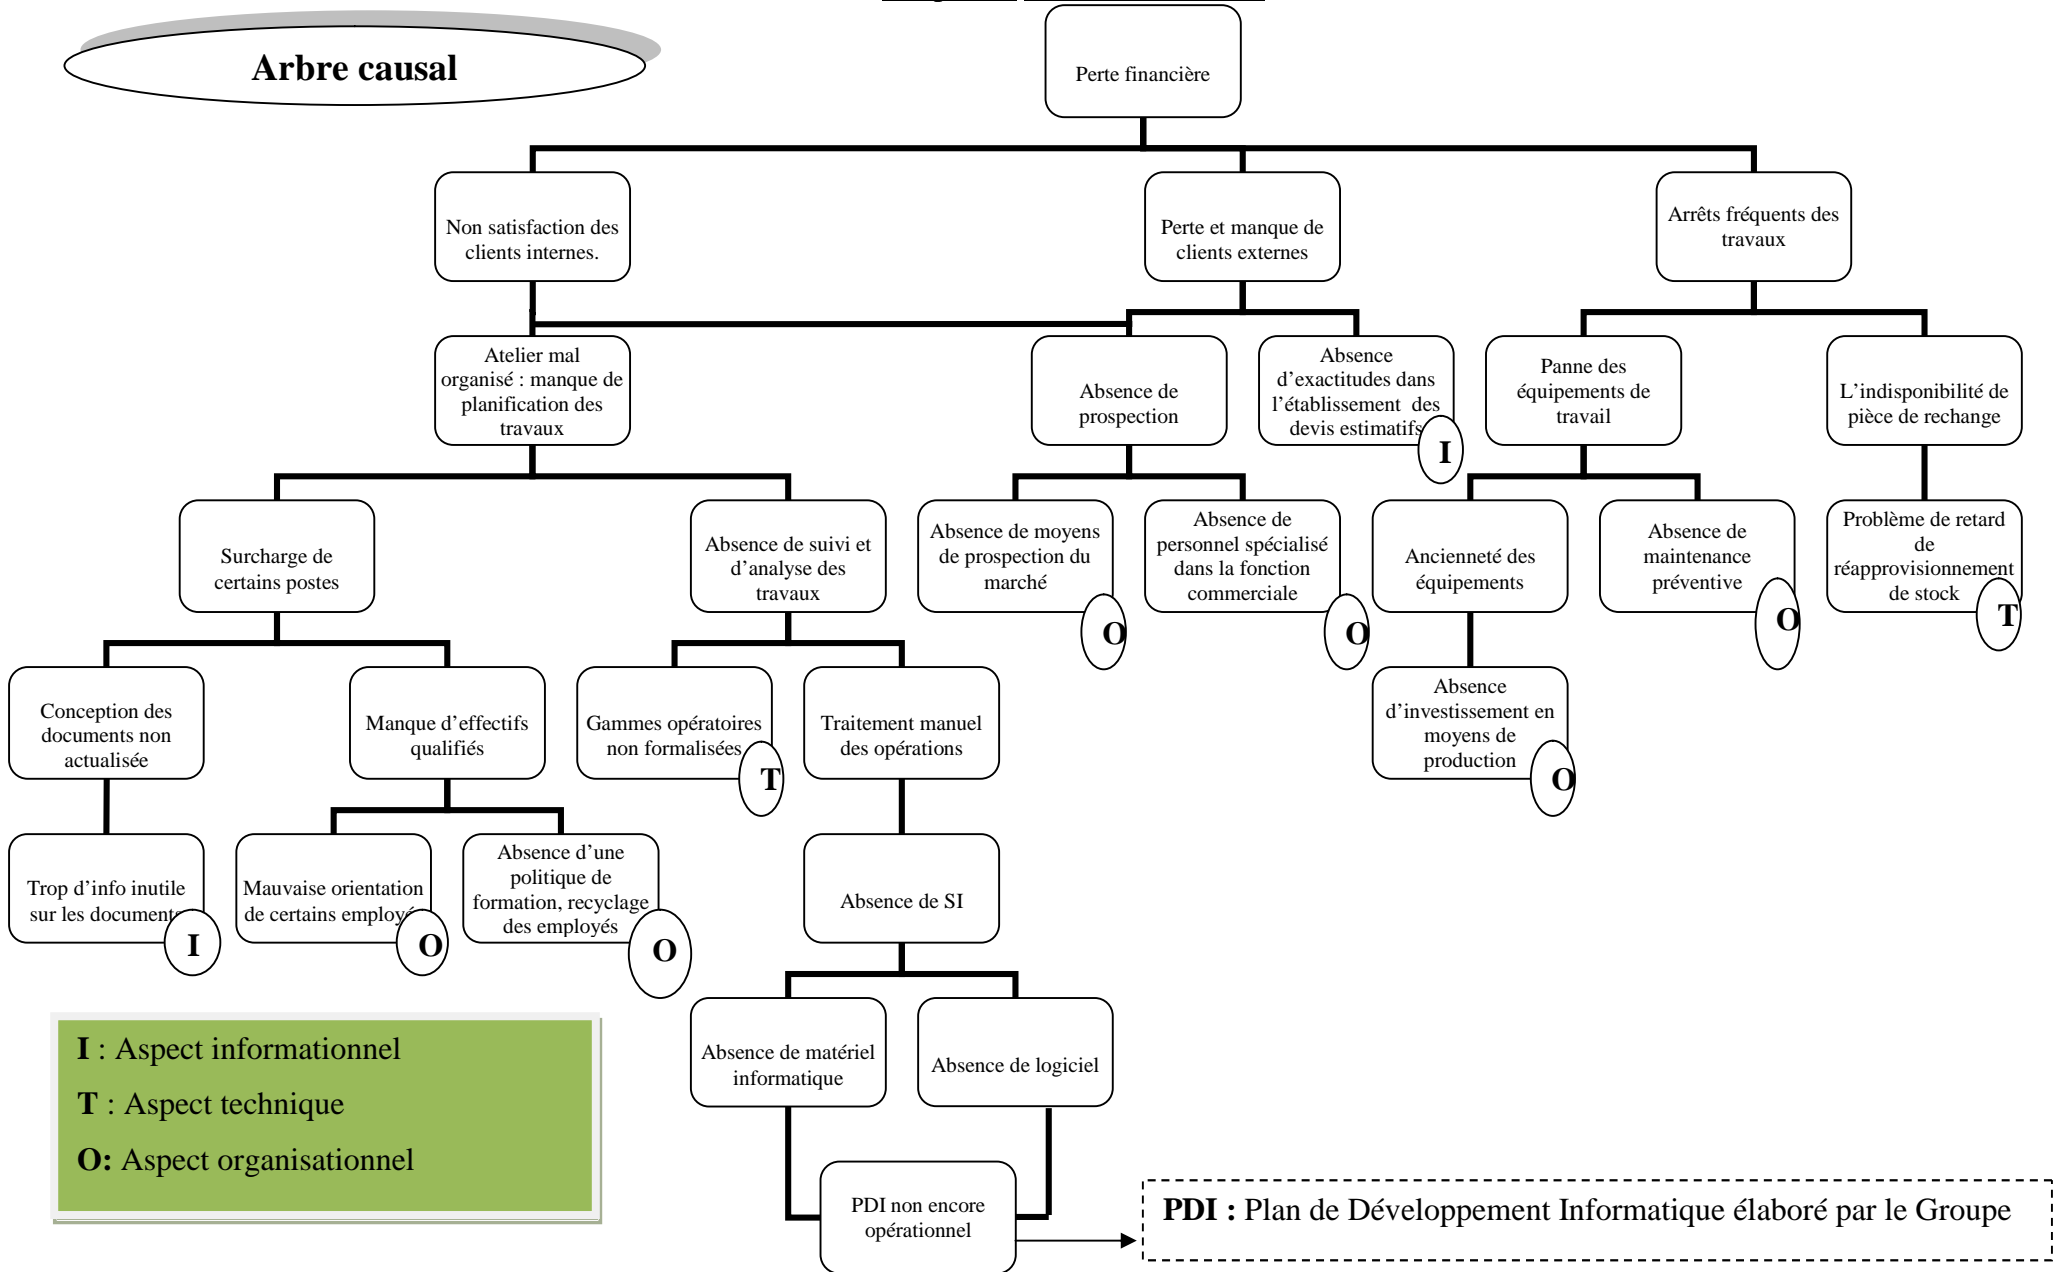 Arbre causal
Perte financière
Non satisfaction des
clients internes.
Perte et manque de
clients externes
Arrêts fréquents des
travaux
Atelier mal
organisé : manque de
planification des
travaux
Absence de
prospection
Absence
d’exactitudes dans
l’établissement des
devis estimatifs
I
Panne des
équipements de
travail
L’indisponibilité de
pièce de rechange
Surcharge de
certains postes
Absence de suivi et
d’analyse des
travaux
Absence de moyens
de prospection du
marché
O
Absence de
personnel spécialisé
dans la fonction
commerciale
O
Ancienneté des
équipements
Absence de
maintenance
préventive
O
Problème de retard
de
réapprovisionnement
de stock
T
Conception des
documents non
actualisée
Manque d’effectifs
qualifiés
Gammes opératoires
non formalisées
T
Traitement manuel
des opérations
Absence
d’investissement en
moyens de
production
O
Trop d’info inutile
sur les documents
I
Mauvaise orientation
de certains employés
O
Absence d’une
politique de
formation, recyclage
des employés
O
Absence de SI
Absence de matériel
informatique
Absence de logiciel
I : Aspect informationnel
T : Aspect technique
O: Aspect organisationnel
PDI non encore
opérationnel
PDI : Plan de Développement Informatique élaboré par le Groupe